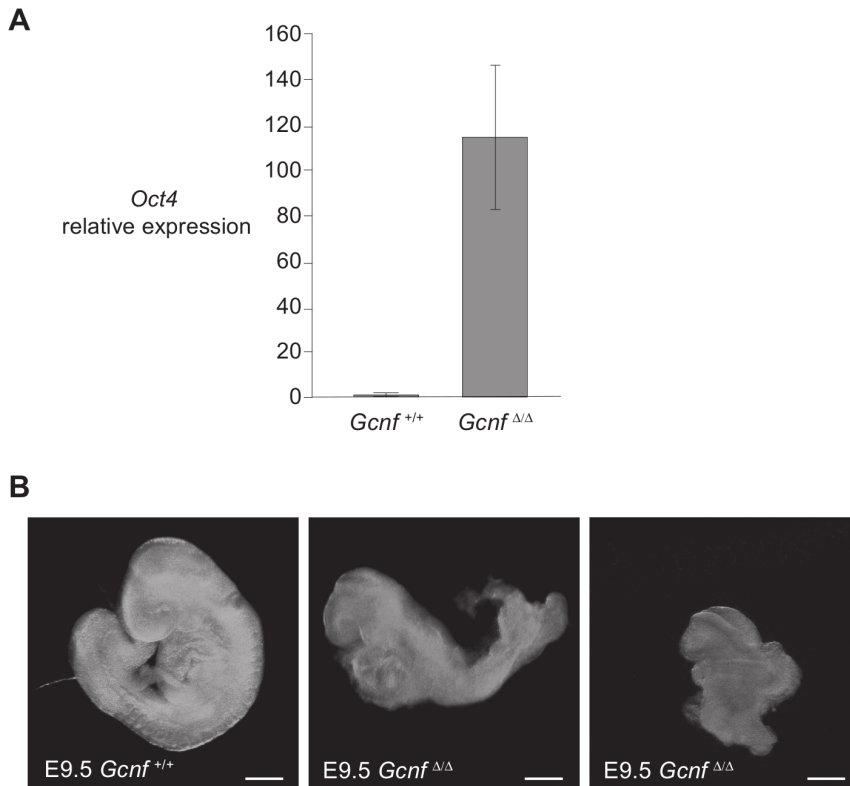 A
160
140
120
100
80
60
40
20
0
Oct4
relative expression
Gcnf +/+
Gcnf Δ/Δ
B
E9.5 Gcnf +/+
E9.5 Gcnf Δ/Δ
E9.5 Gcnf Δ/Δ